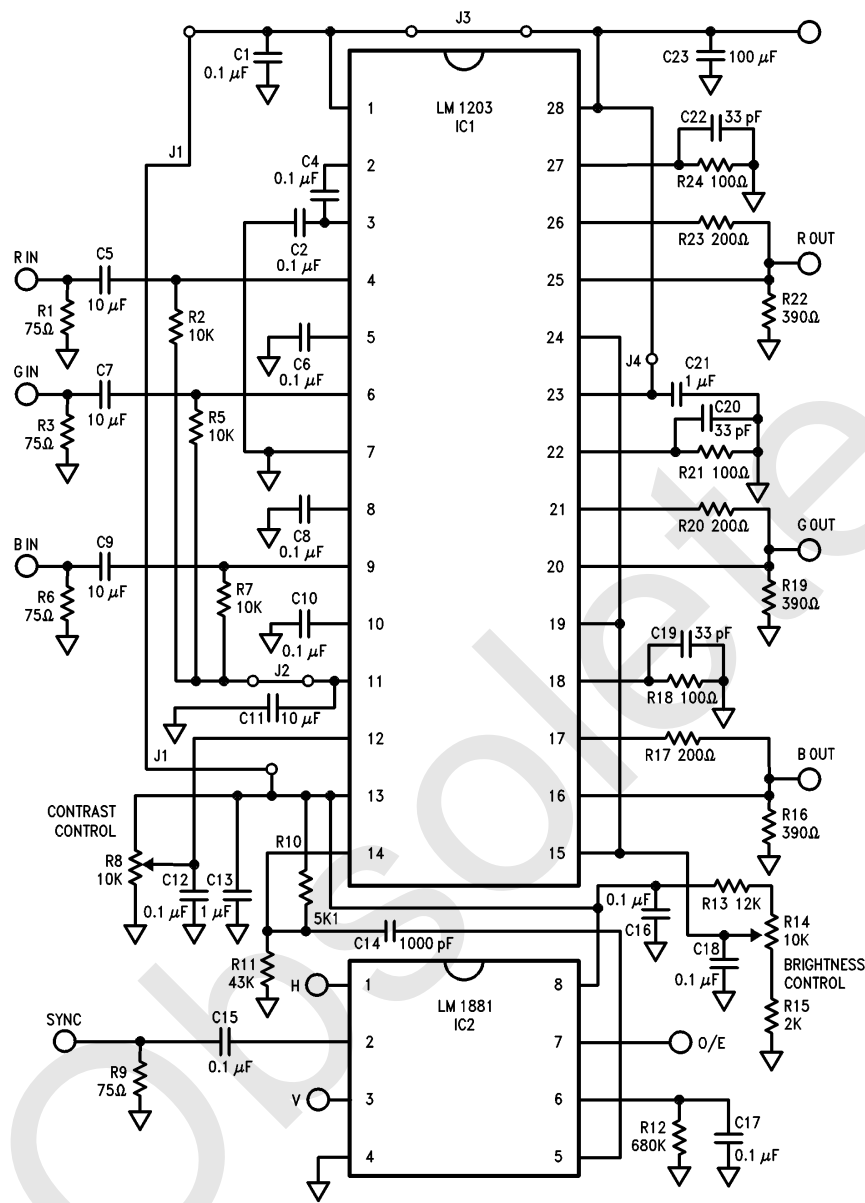 J3
C1
0.1 μF
C23
100 μF
LM 1203
IC1
1
28
C22
33 pF
J1
C4
0.1 μF
2
27
R24 100Ω
C2
0.1 μF
3
26
R23 200Ω
R IN
C5
10 μF
R1
75Ω
R2
10K
4
25
R OUT
R22
390Ω
5
24
C6
0.1 μF
J4
C21
1 μF
G IN
C7
10 μF
R3
75Ω
R5
10K
6
23
C20
33 pF
7
22
R21 100Ω
8
21
C8
0.1 μF
R20 200Ω
B IN
C9
10 μF
R6
75Ω
R7
10K
9
20
G OUT
R19
390Ω
C10
0.1 μF
10
19
C19
33 pF
J2
11
18
R18 100Ω
C11
10 μF
12
17
R17 200Ω
J1
B OUT
13
16
R16
390Ω
CONTRAST
CONTROL
R8
10K
R10
5K1
14
15
C12
0.1 μF
C13
1 μF
0.1 μF
C16
R13 12K
R14
10K
C18
0.1 μF
BRIGHTNESS
CONTROL
C14
1000 pF
R11
43K
R15
2K
H
1
8
LM 1881
IC2
SYNC
C15
0.1 μF
R9
75Ω
2
7
O/E
V
3
6
R12
680K
C17
0.1 μF
4
5
Obsolete